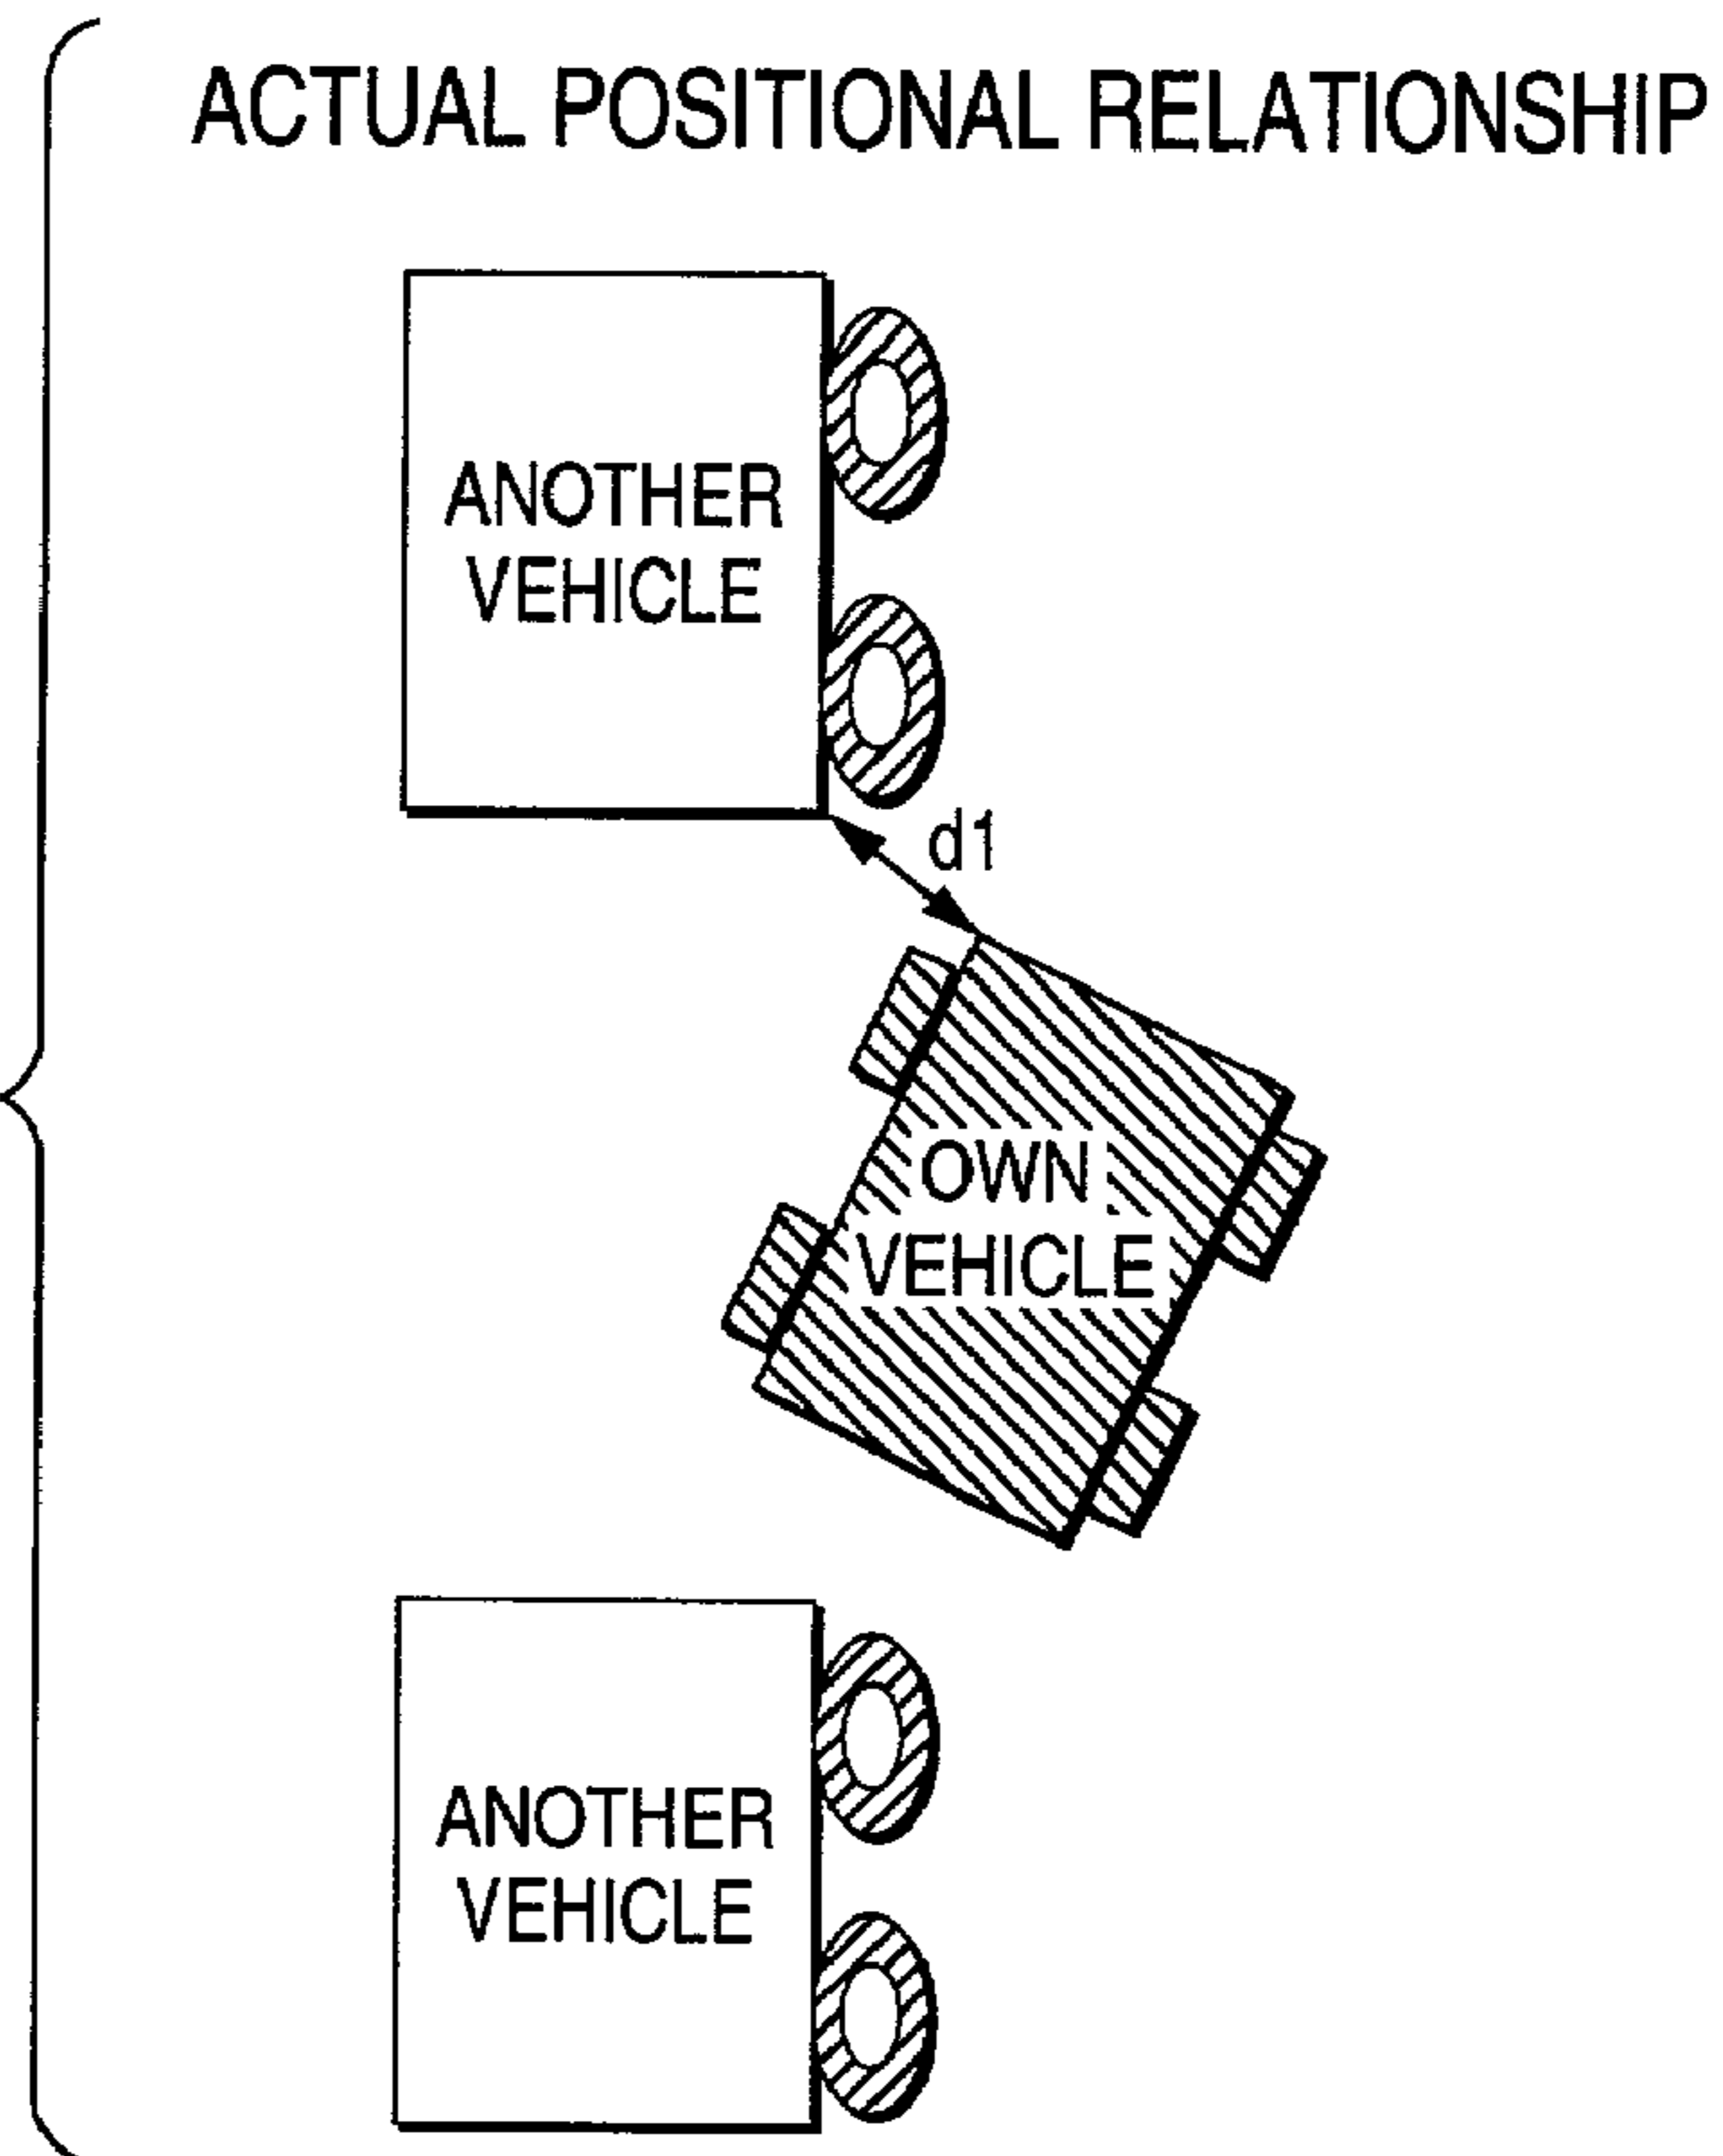 ACTUAL POSITIONAL RELATIONSHIP
ANOTHER
VEHICLE
d1
OWN
VEHICLE
ANOTHER
VEHICLE